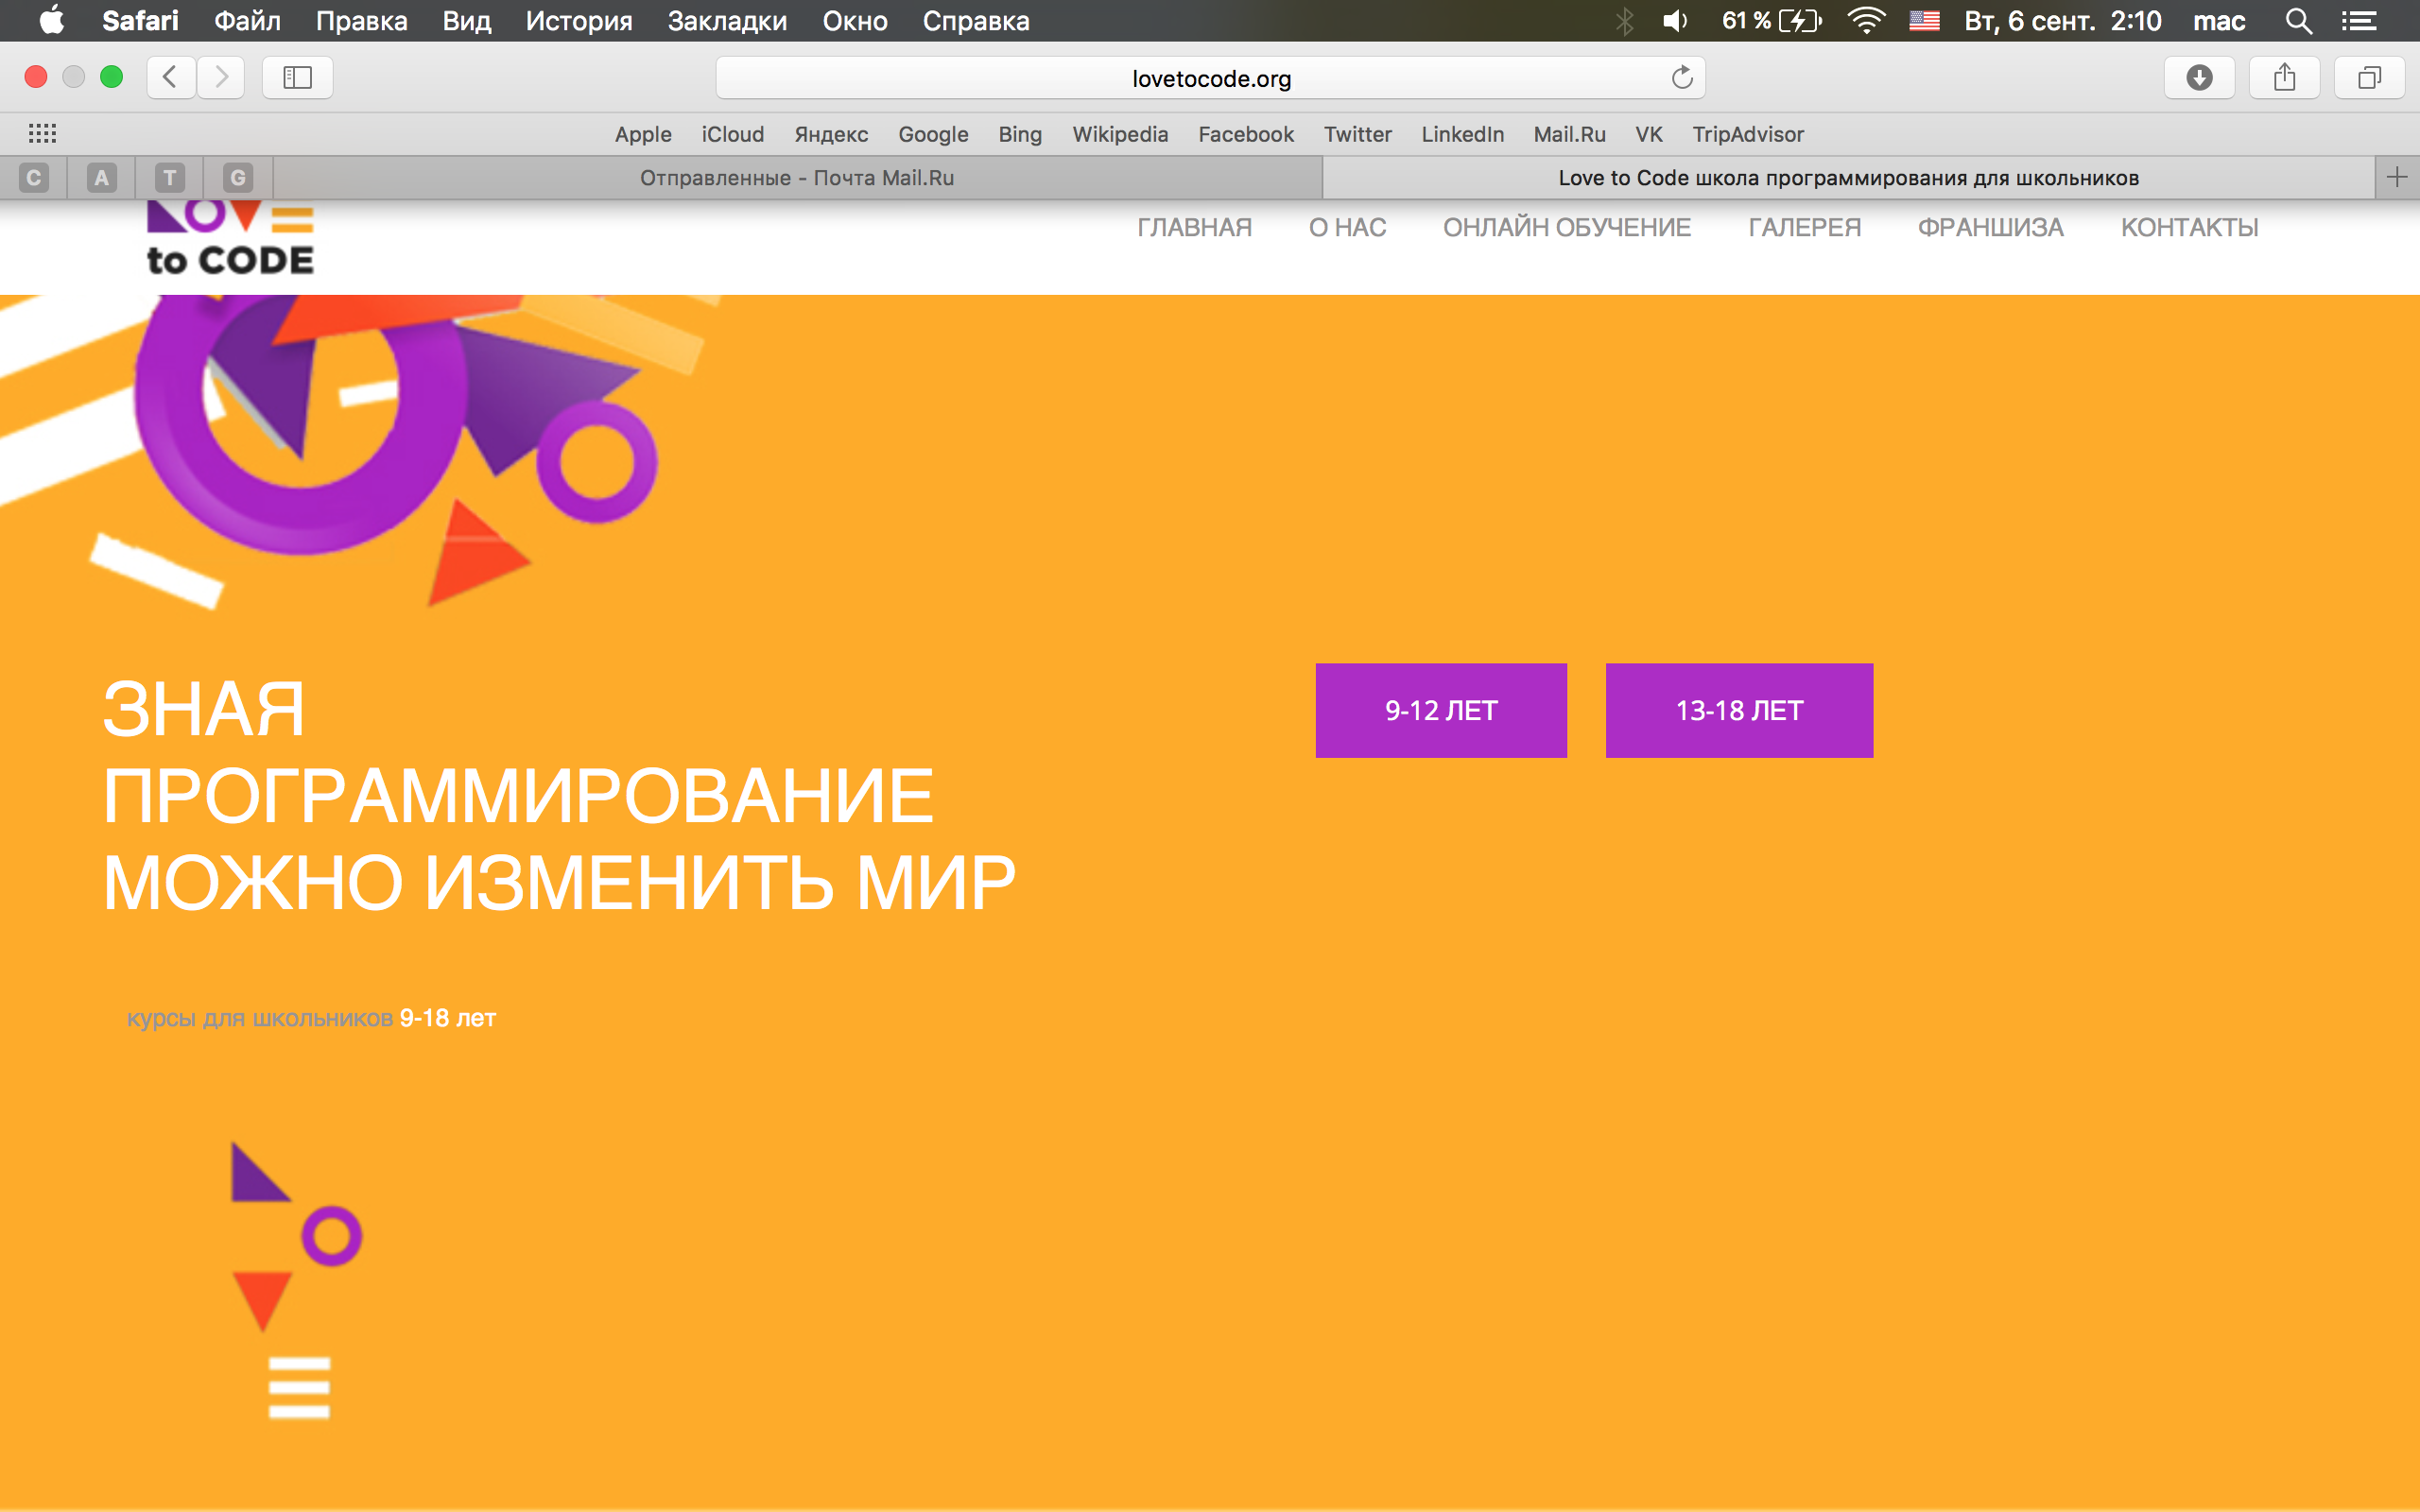 Safari Файл Правка Вид История Закладки Окно Справка 61 % Вт, 6 сент. 2:10 mac
lovetocode.org
Apple iCloud Яндекс Google Bing Wikipedia Facebook Twitter LinkedIn Mail.Ru VK TripAdvisor
C A T G Отправленные - Почта Mail.Ru Love to Code школа программирования для школьников
LOVE
to CODE
ГЛАВНАЯ О НАС ОНЛАЙН ОБУЧЕНИЕ ГАЛЕРЕЯ ФРАНШИЗА КОНТАКТЫ
ЗНАЯ
ПРОГРАММИРОВАНИЕ
МОЖНО ИЗМЕНИТЬ МИР
9-12 ЛЕТ 13-18 ЛЕТ
курсы для школьников 9-18 лет